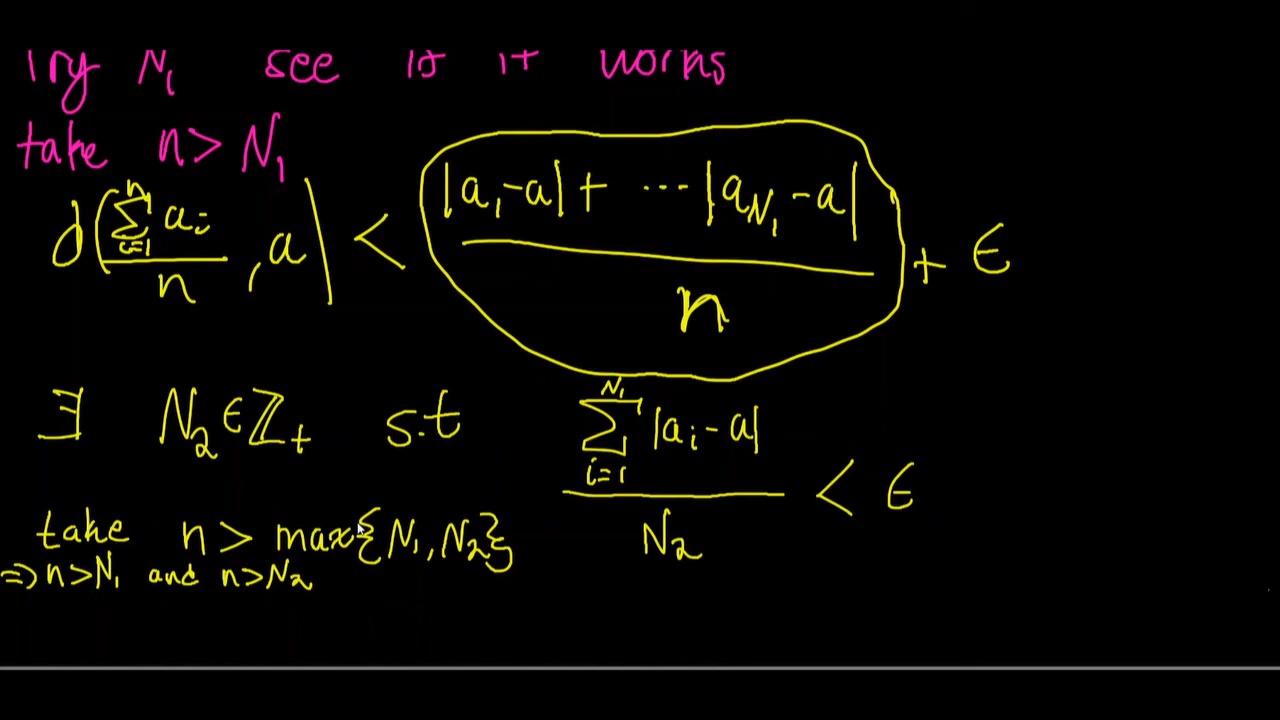 Try N₁ see if it works
take n > N₁
d(∑ᵢ₌₁ⁿ aᵢ / n , a) < (|a₁-a| + ⋯ |a_N₁ - a|) / n + ϵ
∃ N₂ ∈ ℤ₊ s.t ∑ᵢ₌₁^N₁ |aᵢ - a| / N₂ < ϵ
take n > max{N₁, N₂}
⇒ n > N₁ and n > N₂